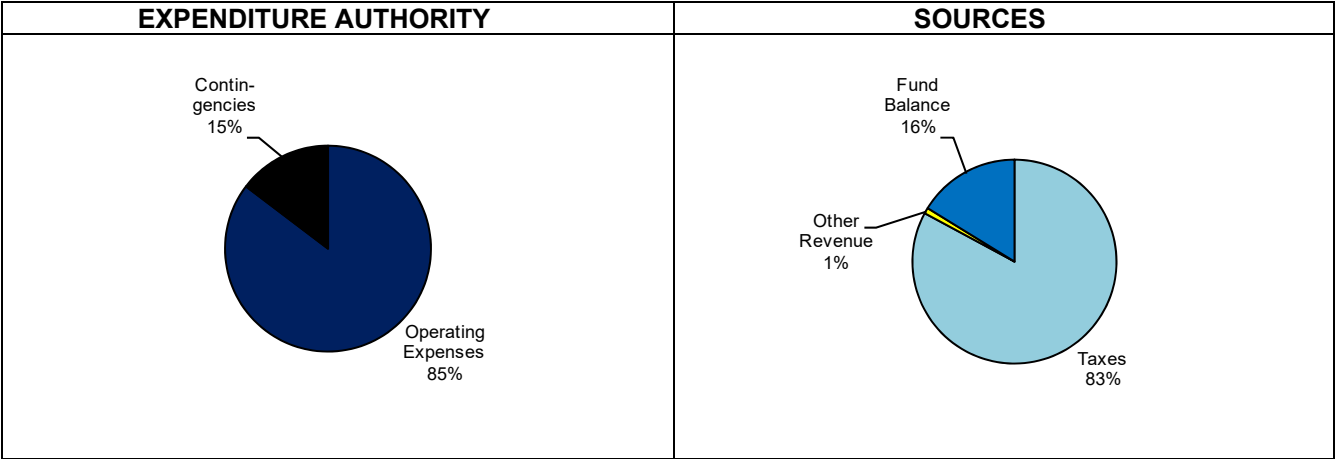 EXPENDITURE AUTHORITY
Contin-
gencies
15%
Operating
Expenses
85%
SOURCES
Fund
Balance
16%
Other
Revenue
1%
Taxes
83%